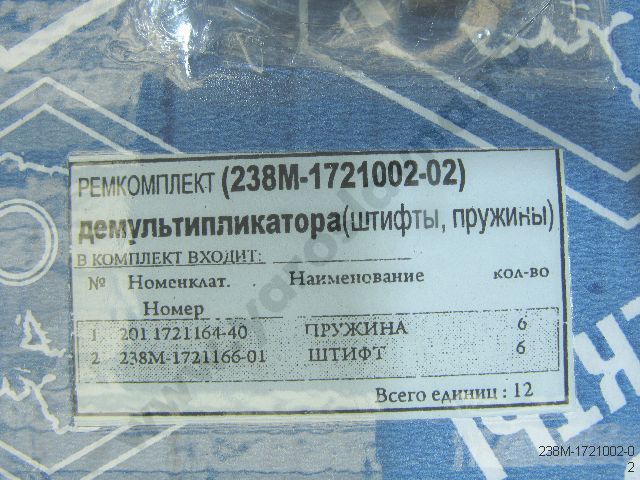 РЕМКОМПЛЕКТ (238М-1721002-02)
демультипликатора(штифты, пружины)
В КОМПЛЕКТ ВХОДИТ:
№ Номенклат. Наименование кол-во
Номер
1 201 1721164-40 ПРУЖИНА 6
2 238М-1721166-01 ШТИФТ 6
Всего единиц : 12
238М-1721002-0
2